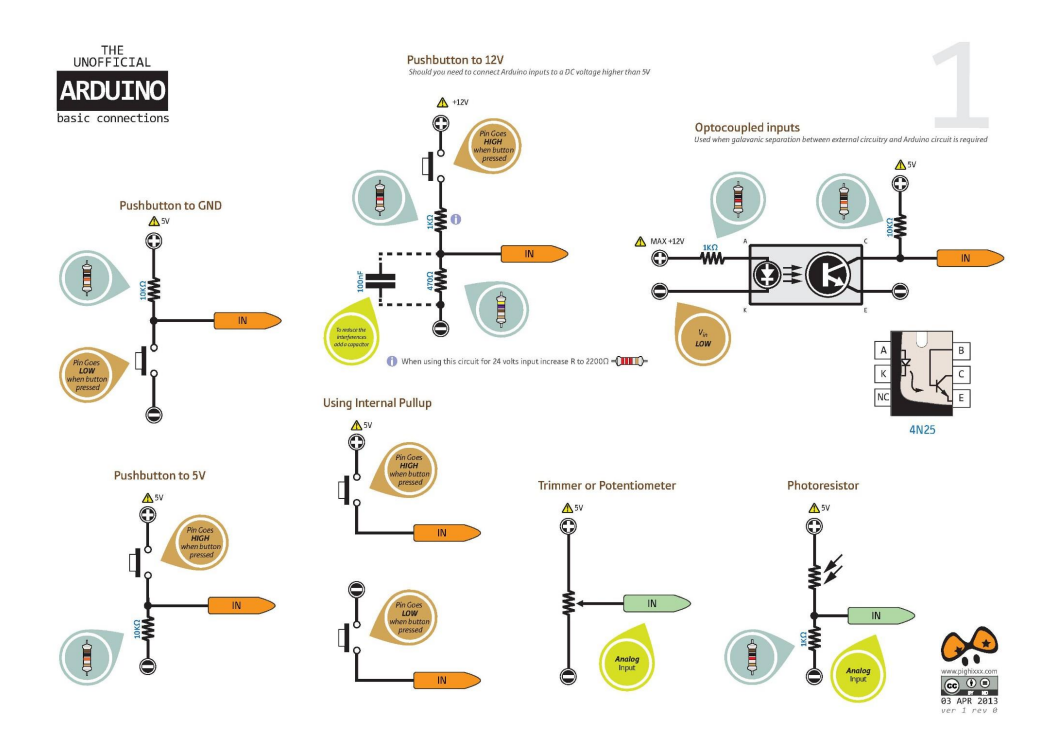 THE
UNOFFICIAL
ARDUINO
basic connections
1
Pushbutton to 12V
Should you need to connect Arduino inputs to a DC voltage higher than 5V
+12V
Pin Goes
HIGH
when button
pressed
1KΩ
i
IN
100nF
470Ω
To reduce the
interferences
add a capacitor
i When using this circuit for 24 volts input increase R to 2200Ω
Optocoupled inputs
Used when galavanic separation between external circuitry and Arduino circuit is required
5V
10KΩ
MAX +12V
1KΩ
A
C
IN
K
E
Vin
LOW
A
B
K
C
NC
E
4N25
Pushbutton to GND
5V
10KΩ
IN
Pin Goes
LOW
when button
pressed
Using Internal Pullup
5V
Pin Goes
HIGH
when button
pressed
IN
Pin Goes
LOW
when button
pressed
IN
Pushbutton to 5V
5V
Pin Goes
HIGH
when button
pressed
IN
10KΩ
Trimmer or Potentiometer
5V
IN
Analog
Input
Photoresistor
5V
IN
1KΩ
Analog
Input
www.pighixxx.com
cc
BY ND
03 APR 2013
ver 1 rev 0